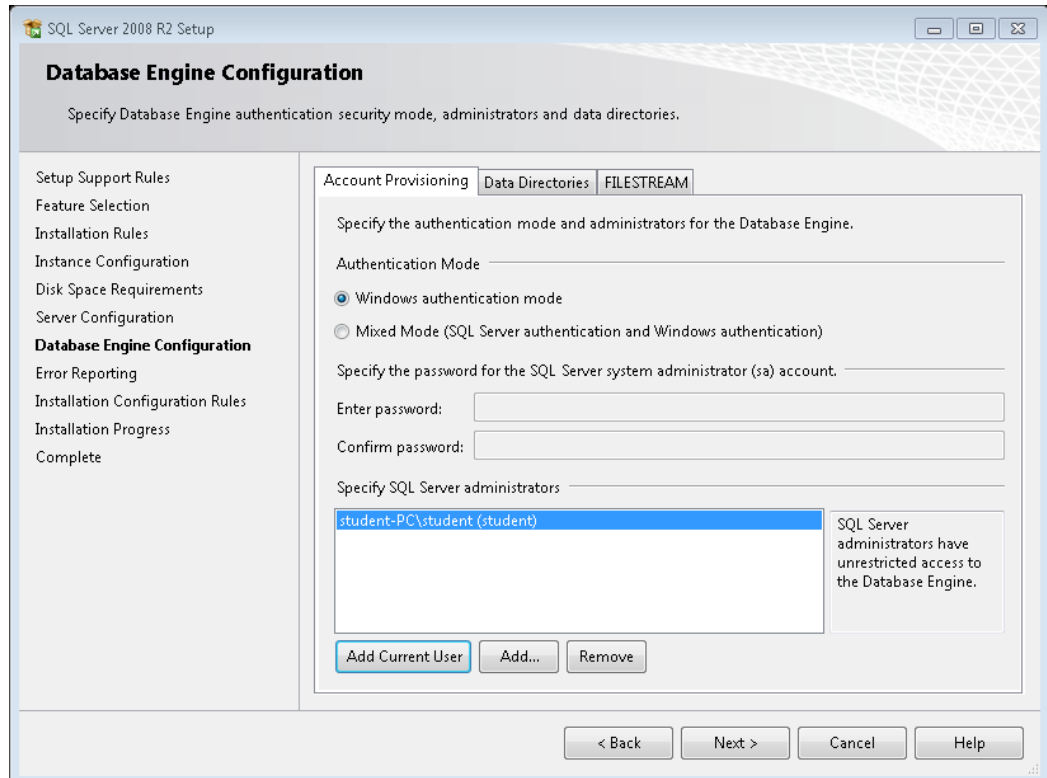 SQL Server 2008 R2 Setup
Database Engine Configuration
Specify Database Engine authentication security mode, administrators and data directories.
Setup Support Rules
Feature Selection
Installation Rules
Instance Configuration
Disk Space Requirements
Server Configuration
Database Engine Configuration
Error Reporting
Installation Configuration Rules
Installation Progress
Complete
Account Provisioning Data Directories FILESTREAM
Specify the authentication mode and administrators for the Database Engine.
Authentication Mode
Windows authentication mode
Mixed Mode (SQL Server authentication and Windows authentication)
Specify the password for the SQL Server system administrator (sa) account.
Enter password:
Confirm password:
Specify SQL Server administrators
student-PC\student (student)
SQL Server
administrators have
unrestricted access to
the Database Engine.
Add Current User Add... Remove
< Back Next > Cancel Help